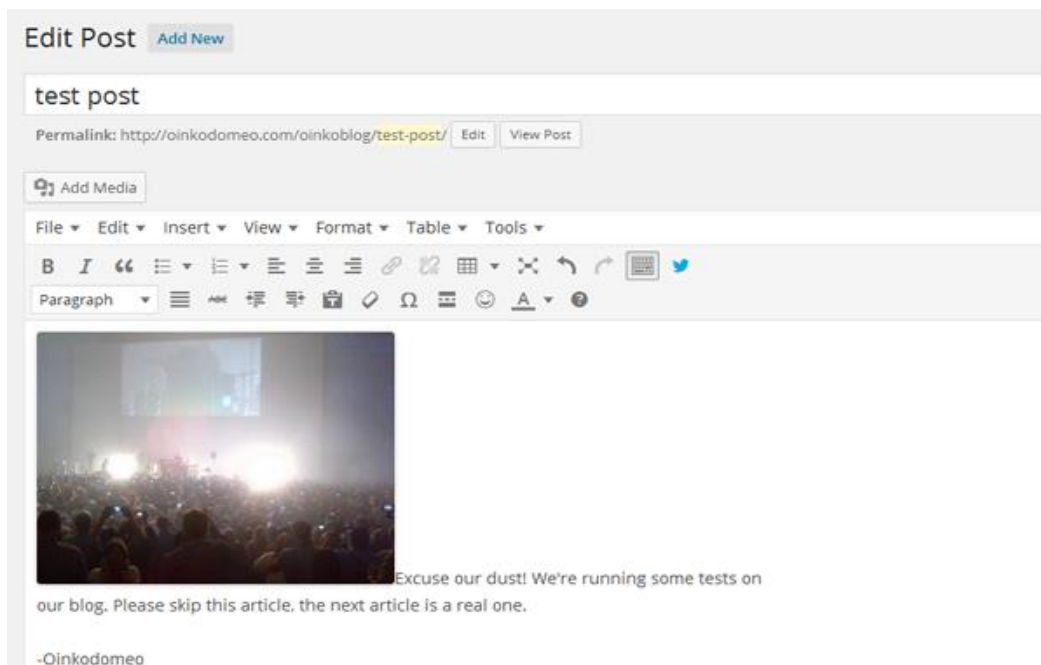 Edit Post Add New
test post
Permalink: http://oinkodomeo.com/oinkoblog/test-post/ Edit View Post
Add Media
File Edit Insert View Format Table Tools
B I ABC
Paragraph ABC Ω A
Excuse our dust! We're running some tests on
our blog. Please skip this article, the next article is a real one.
-Oinkodomeo